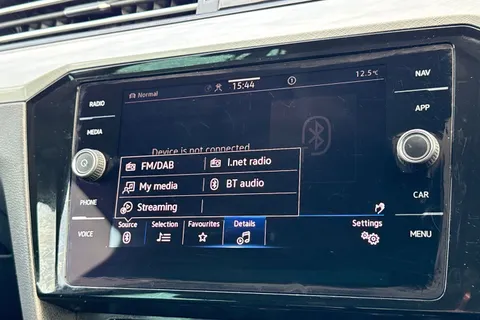 Normal
15:44
12.5°C
RADIO
MEDIA
PHONE
VOICE
NAV
APP
CAR
MENU
Device is not connected
FM/DAB
I.net radio
My media
BT audio
Streaming
Source
Selection
Favourites
Details
Settings